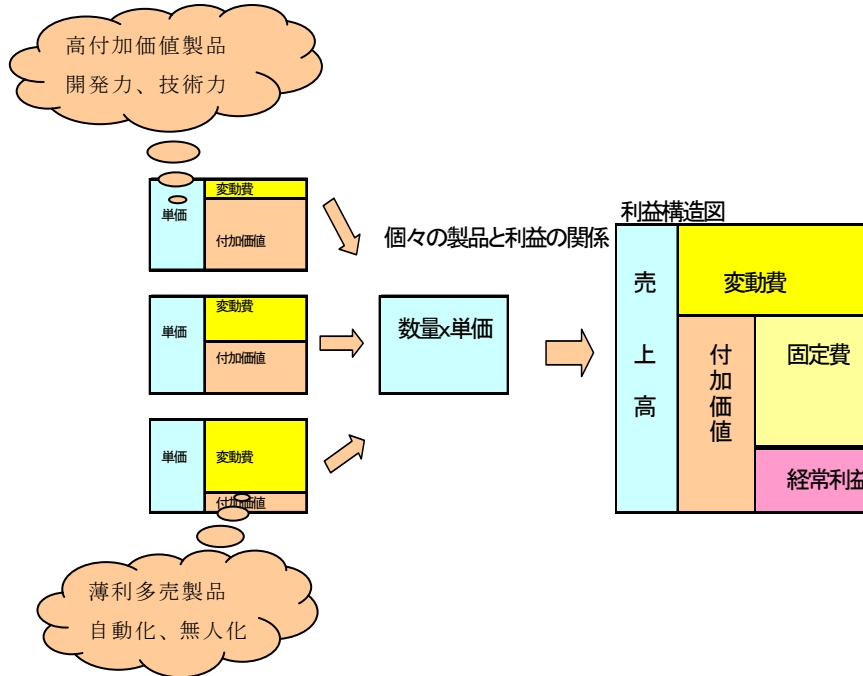 高付加価値製品
開発力、技術力
単価
変動費
付加価値
単価
変動費
付加価値
単価
変動費
付加価値
薄利多売製品
自動化、無人化
個々の製品と利益の関係
数量x単価
利益構造図
売上高
変動費
付加価値
固定費
経常利益